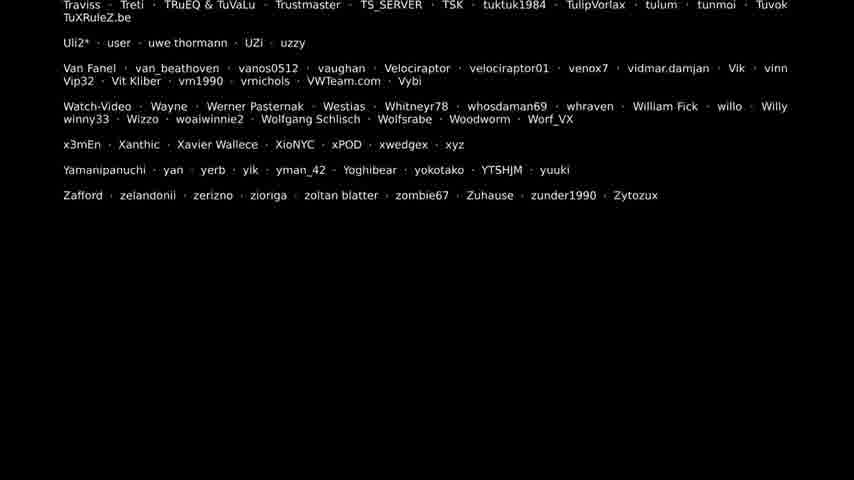 Traviss · Treti · TRuEQ & TuVaLu · Trustmaster · TS_SERVER · TSK · tuktuk1984 · TulipVorlax · tulum · tunmoi · Tuvok
TuXRuleZ.be
Uli2* · user · uwe thormann · UZi · uzzy
Van Fanel · van_beathoven · vanos0512 · vaughan · Velociraptor · velociraptor01 · venox7 · vidmar.damjan · Vik · vinn
Vip32 · Vit Kliber · vm1990 · vmichols · VWTeam.com · Vybi
Watch-Video · Wayne · Werner Pasternak · Westias · Whitneyr78 · whosdaman69 · whraven · William Fick · willo · Willy
winny33 · Wizzo · woaiwinnie2 · Wolfgang Schlisch · Wolfsrabe · Woodworm · Worf_VX
x3mEn · Xanthic · Xavier Wallece · XioNYC · xPOD · xwedgex · xyz
Yamanipanuchi · yan · yerb · yik · yman_42 · Yoghibear · yokotako · YTSHJM · yuuki
Zafford · zelandonii · zerizno · zioriga · zoltan blatter · zombie67 · Zuhause · zunder1990 · Zytozux